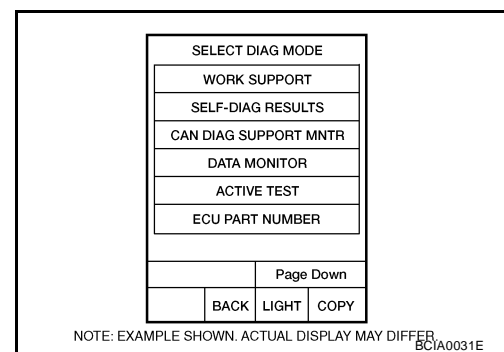 SELECT DIAG MODE
WORK SUPPORT
SELF-DIAG RESULTS
CAN DIAG SUPPORT MNTR
DATA MONITOR
ACTIVE TEST
ECU PART NUMBER
Page Down
BACK LIGHT COPY
NOTE: EXAMPLE SHOWN. ACTUAL DISPLAY MAY DIFFER.
BCIA0031E